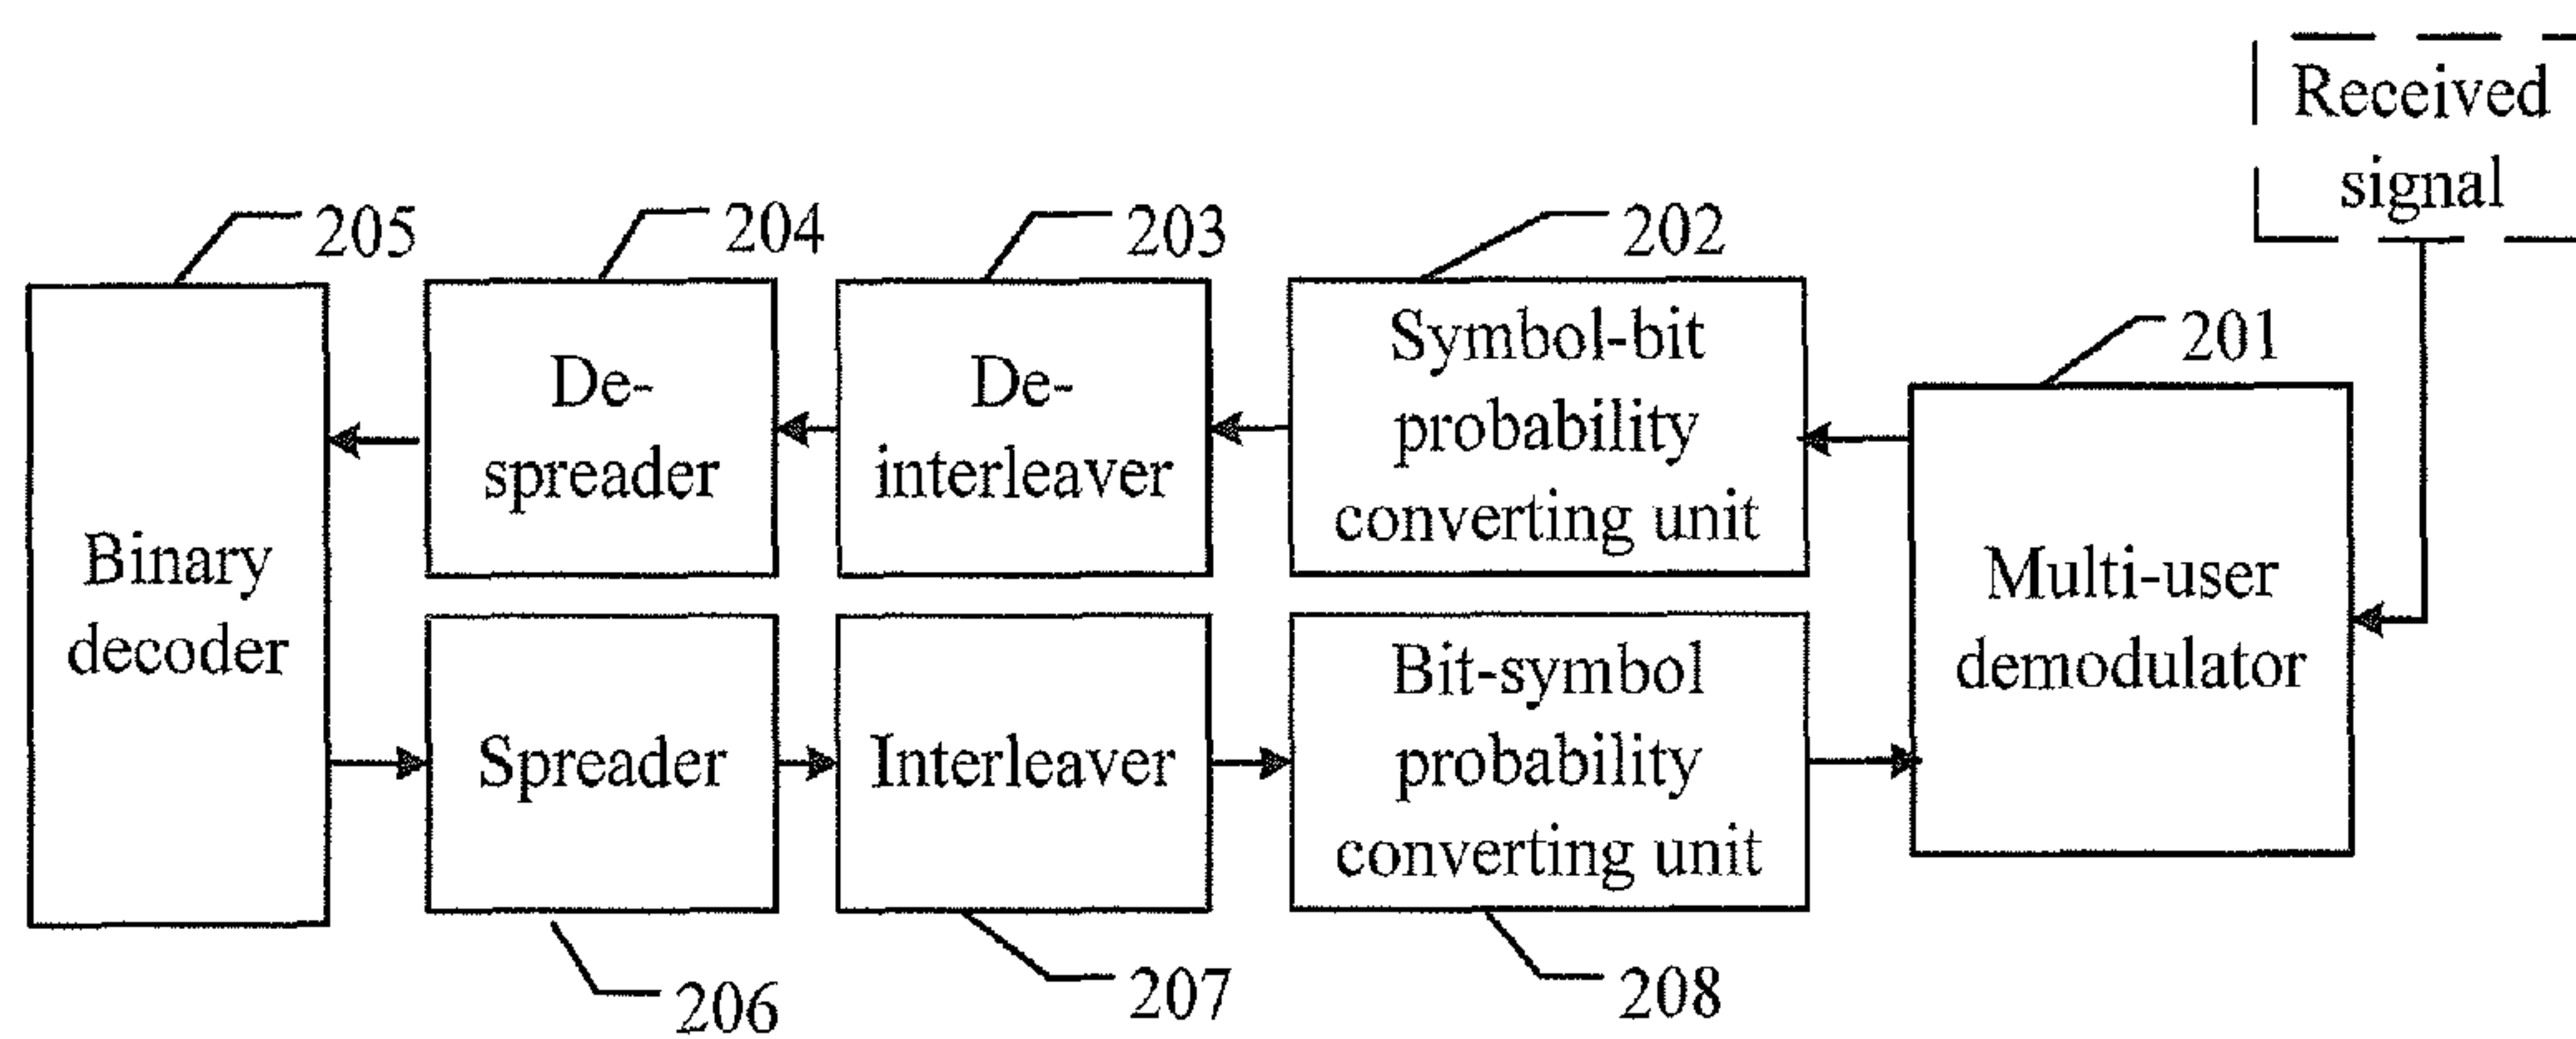 Received
signal
205
204
203
202
201
De-
spreader
De-
interleaver
Symbol-bit
probability
converting unit
Binary
decoder
Multi-user
demodulator
Spreader
Interleaver
Bit-symbol
probability
converting unit
206
207
208